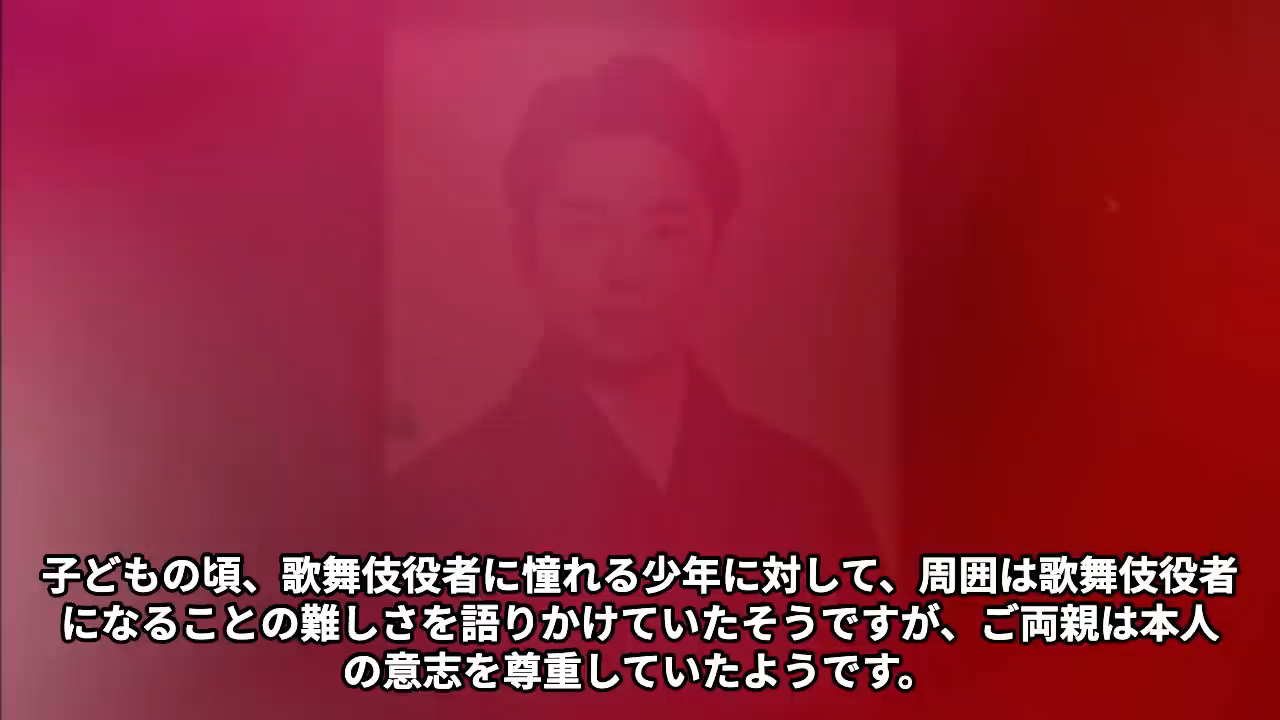 子どもの頃、歌舞伎役者に憧れる少年に対して、周囲は歌舞伎役者
になることの難しさを語りかけていたそうですが、ご両親は本人
の意志を尊重していたようです。